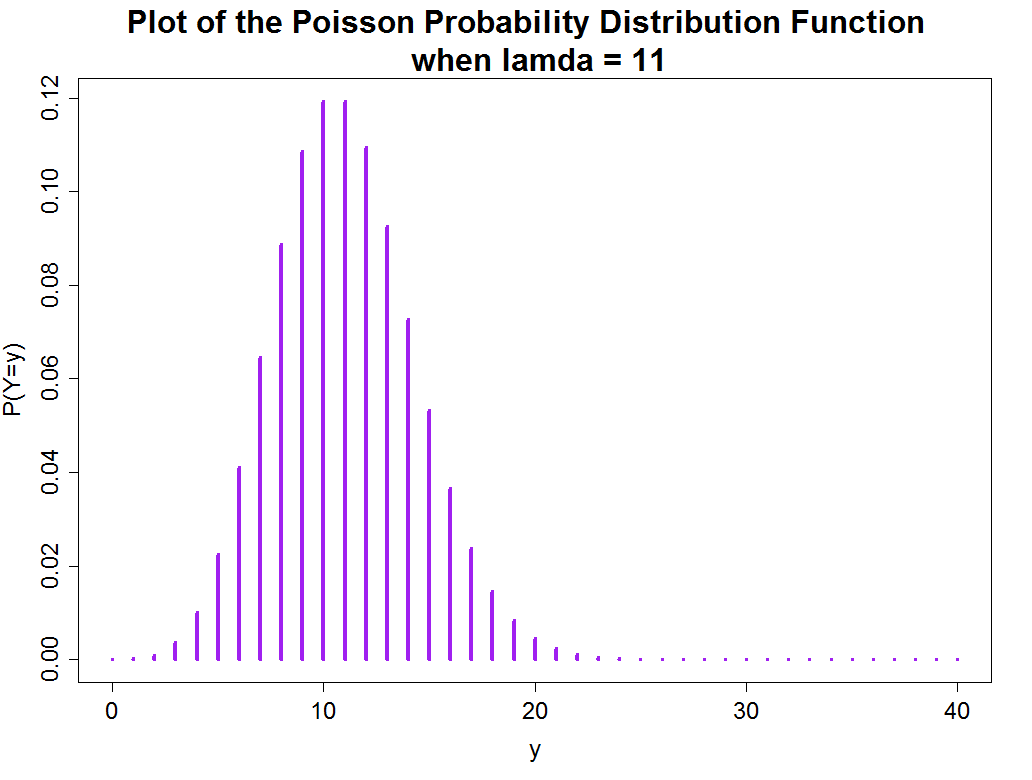 Plot of the Poisson Probability Distribution Function
when lamda = 11
0.12
0.10
0.08
0.06
0.04
0.02
0.00
P(Y=y)
0 10 20 30 40
y